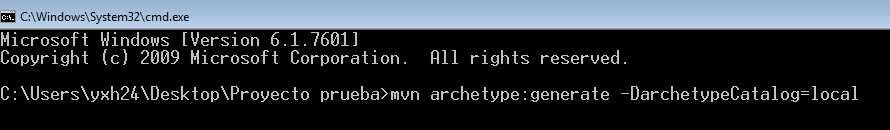 C:\Windows\System32\cmd.exe
Microsoft Windows [Version 6.1.7601]
Copyright (c) 2009 Microsoft Corporation.  All rights reserved.
C:\Users\yxh24\Desktop\Proyecto prueba>mvn archetype:generate -DarchetypeCatalog=local